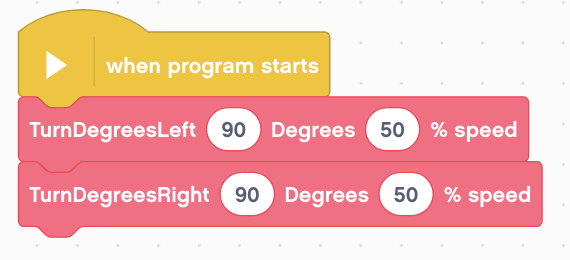 when program starts
TurnDegreesLeft 90 Degrees 50 % speed
TurnDegreesRight 90 Degrees 50 % speed